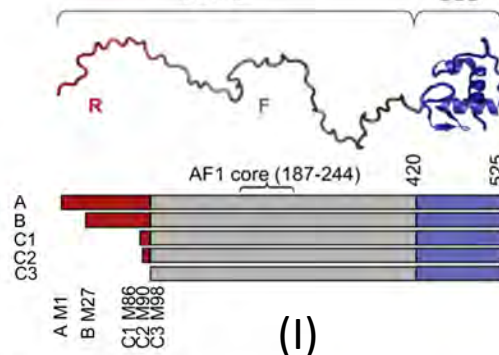 R
F
AF1 core (187-244)
420
525
A
B
C1
C2
C3
A M1
B M27
C1 M86
C2 M90
C3 M98
(I)